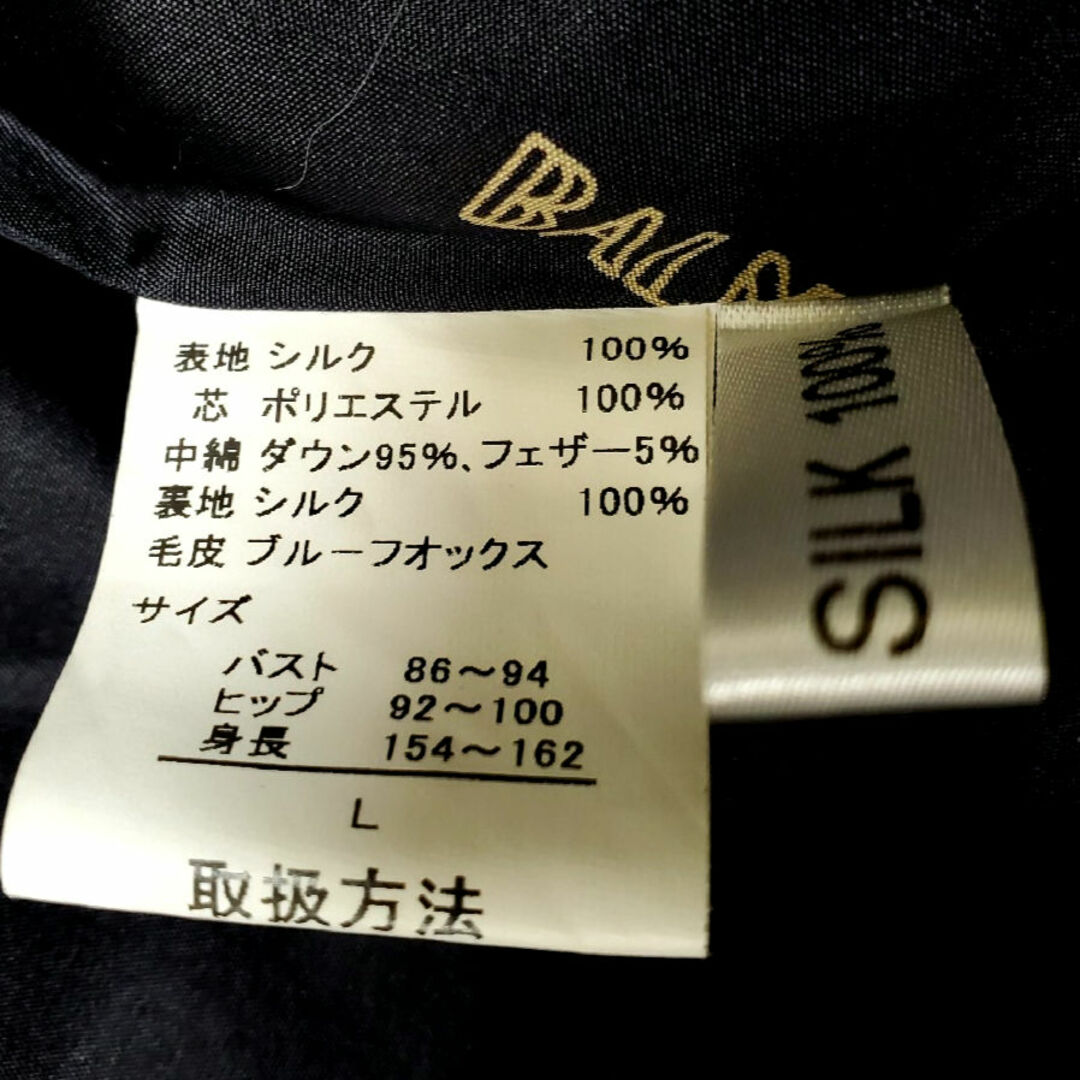 表地 シルク 100%
芯 ポリエステル 100%
中綿 ダウン95%、フェザー5%
裏地 シルク 100%
毛皮 ブルーフオックス
サイズ
バスト 86～94
ヒップ 92～100
身長 154～162
L
取扱方法
SILK 100%